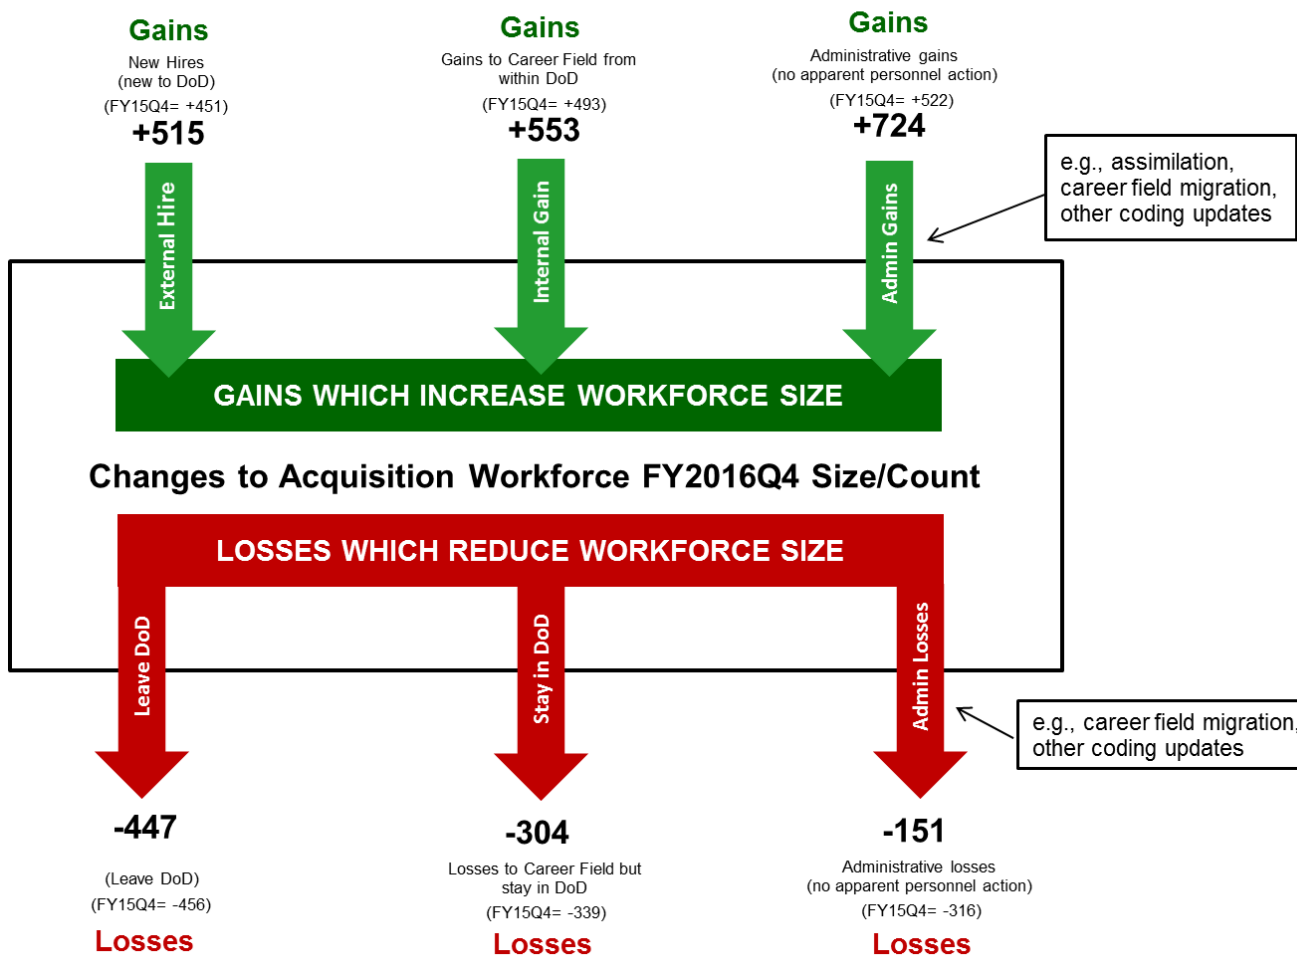 Gains
New Hires
(new to DoD)
(FY15Q4= +451)
+515
Gains
Gains to Career Field from
within DoD
(FY15Q4= +493)
+553
Gains
Administrative gains
(no apparent personnel action)
(FY15Q4= +522)
+724
e.g., assimilation,
career field migration,
other coding updates
External Hire
Internal Gain
Admin Gains
GAINS WHICH INCREASE WORKFORCE SIZE
Changes to Acquisition Workforce FY2016Q4 Size/Count
LOSSES WHICH REDUCE WORKFORCE SIZE
Leave DoD
Stay in DoD
Admin Losses
e.g., career field migration,
other coding updates
-447
(Leave DoD)
(FY15Q4= -456)
Losses
-304
Losses to Career Field but
stay in DoD
(FY15Q4= -339)
Losses
-151
Administrative losses
(no apparent personnel action)
(FY15Q4= -316)
Losses